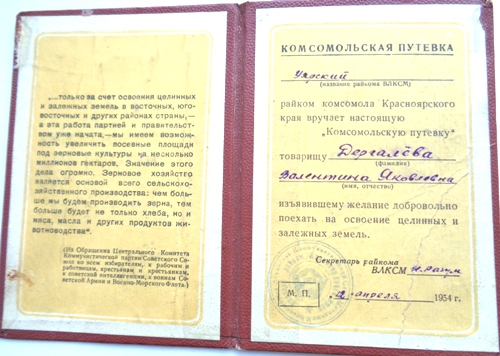 „...только за счет освоения целинных
и залежных земель в восточных, юго-
восточных и других районах страны, —
а эта работа партией и правительст-
вом уже начата, — мы имеем возмож-
ность увеличить посевные площади
под зерновые культуры на несколько
миллионов гектаров. Значение этого
дела огромно. Зерновое хозяйство
является основой всего сельскохо-
зяйственного производства: чем боль-
ше мы будем производить зерна, тем
больше будет не только хлеба, но и
мяса, масла и других продуктов жи-
вотноводства".
(Из Обращения Центрального Комитета
Коммунистической партии Советского Со-
юза ко всем избирателям, к рабочим и
работницам, крестьянам и крестьянкам,
к советской интеллигенции, к воинам Со-
ветской Армии и Военно-Морского Флота.)
КОМСОМОЛЬСКАЯ ПУТЕВКА
Уярский
(название райкома ВЛКСМ)
райком комсомола Красноярского
края вручает настоящую
„Комсомольскую путевку"
товарищу Дергалёва
(фамилия)
Валентина Яковлевна
(имя, отчество)
изъявившему желание добровольно
поехать на освоение целинных и
залежных земель.
Секретарь райкома
ВЛКСМ
М. П. апреля 1954 г.